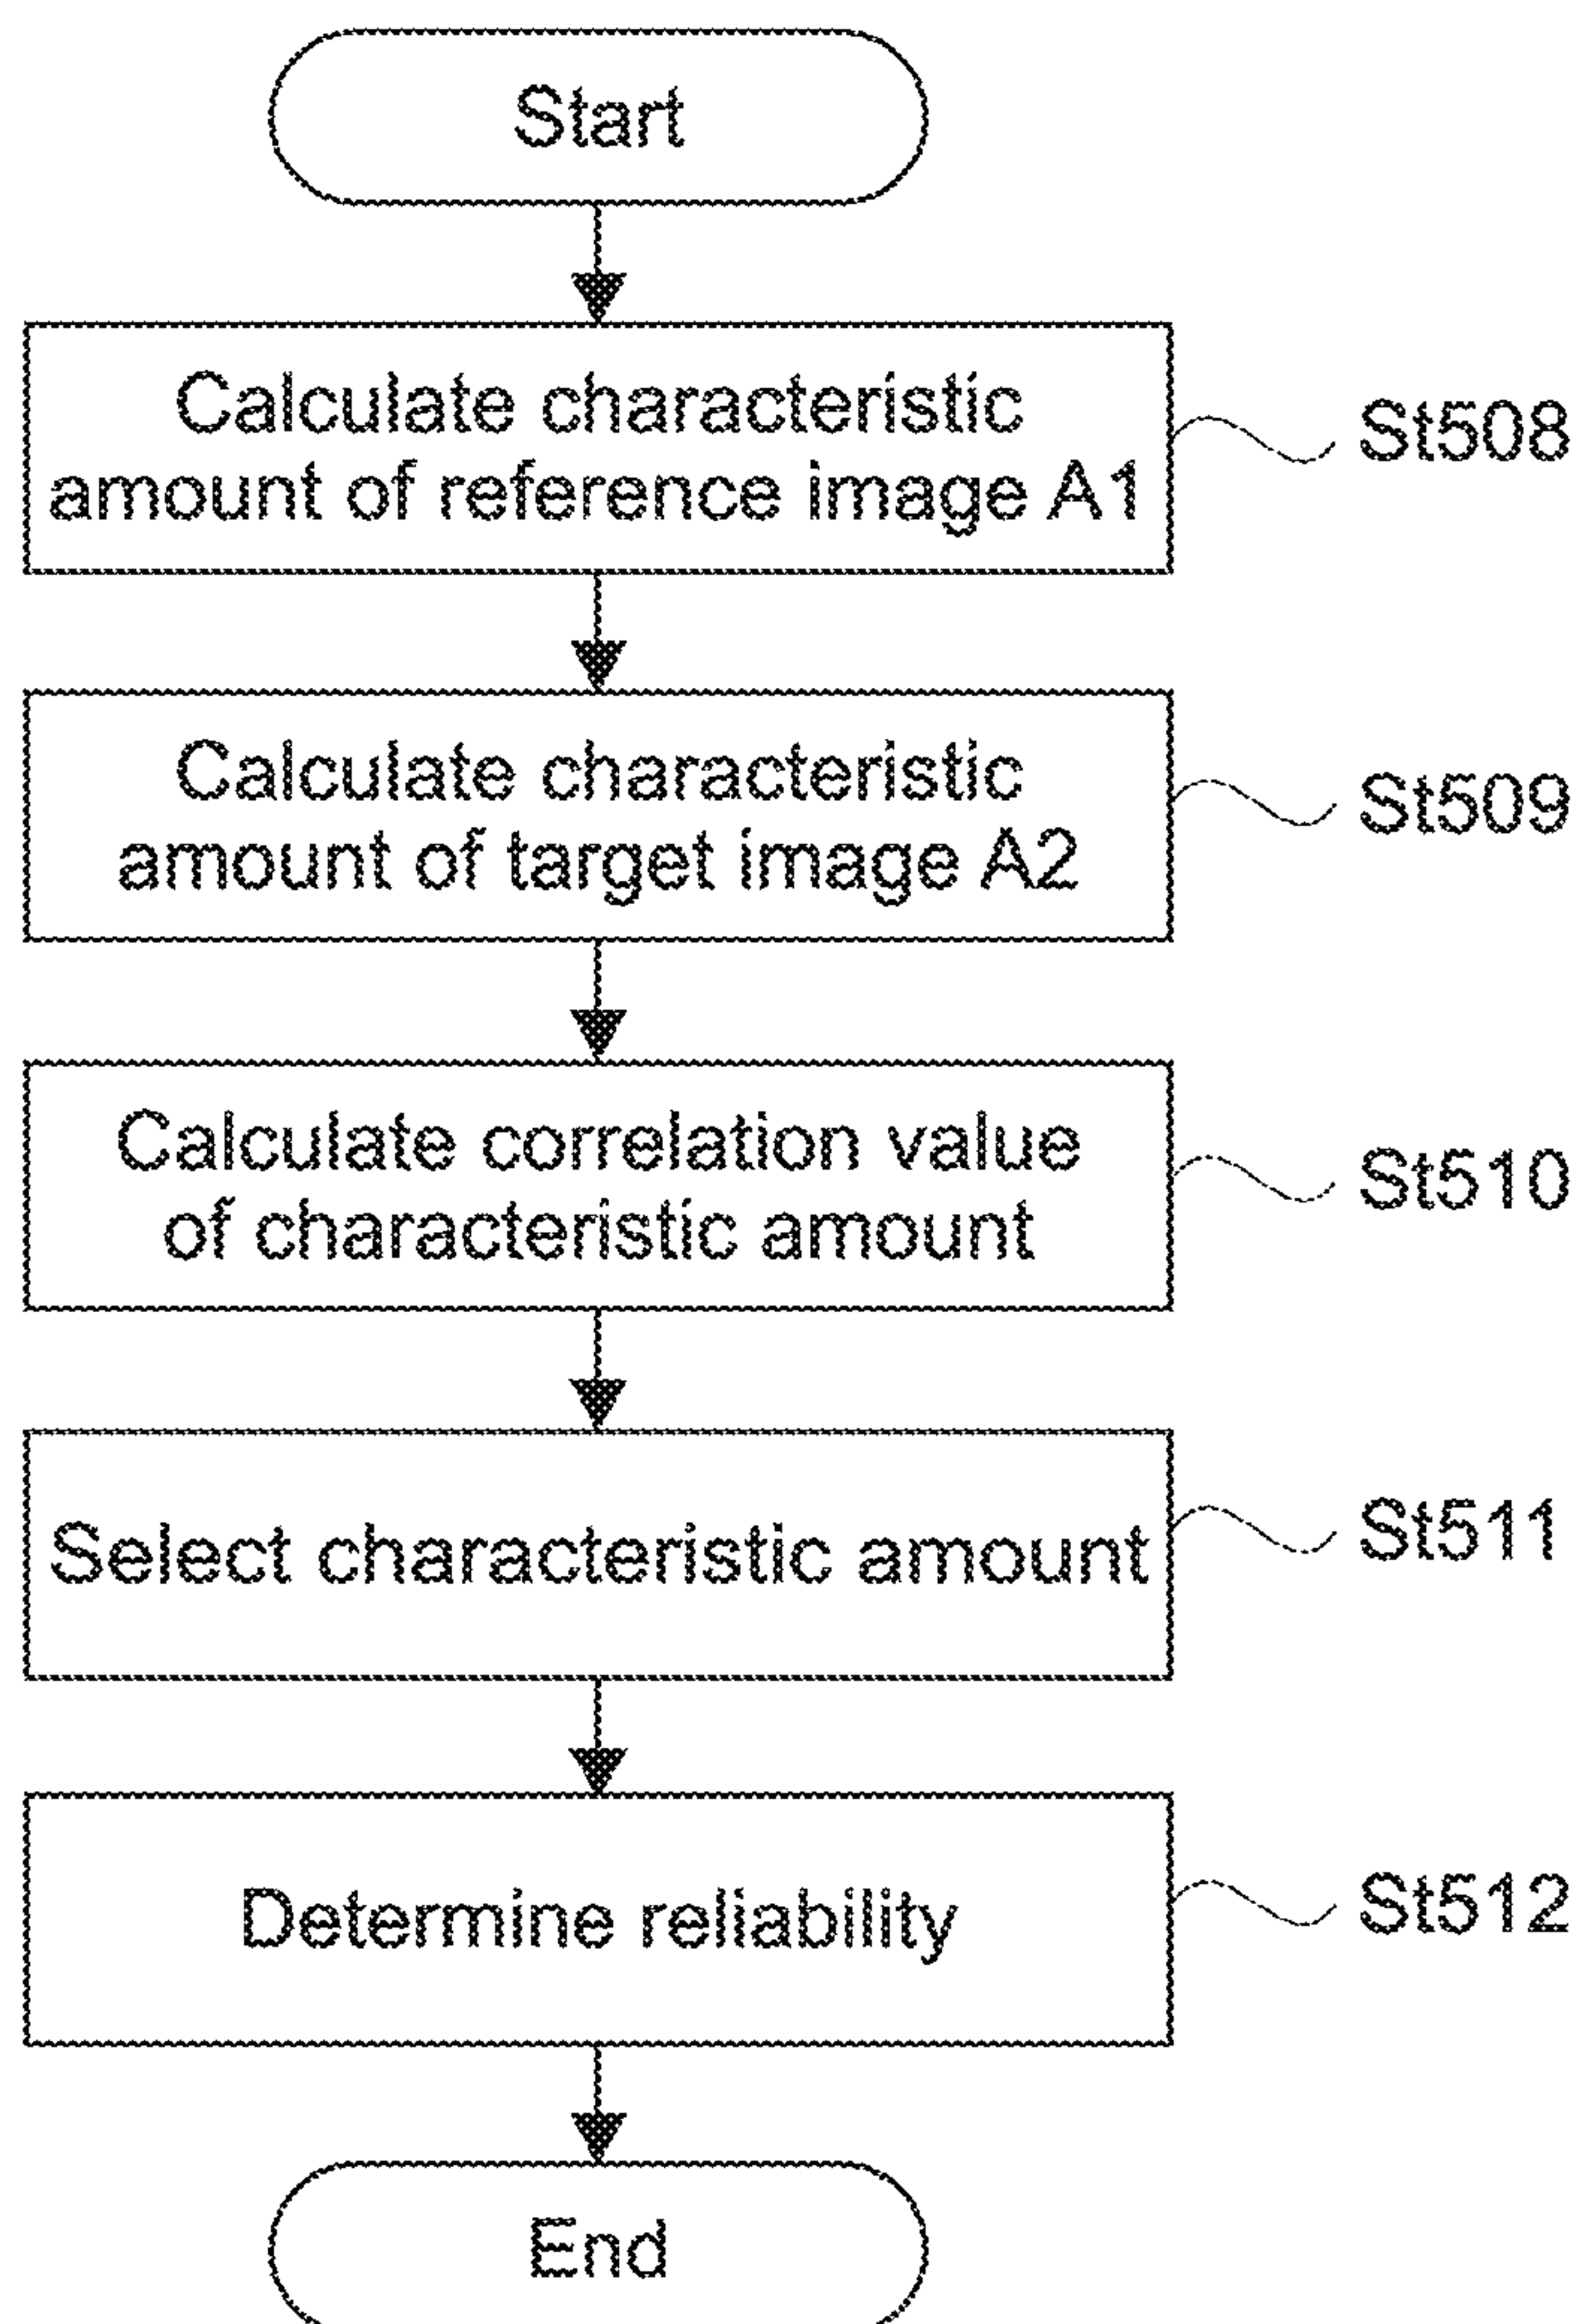 Start
Calculate characteristic
amount of reference image A1
St508
Calculate characteristic
amount of target image A2
St509
Calculate correlation value
of characteristic amount
St510
Select characteristic amount
St511
Determine reliability
St512
End